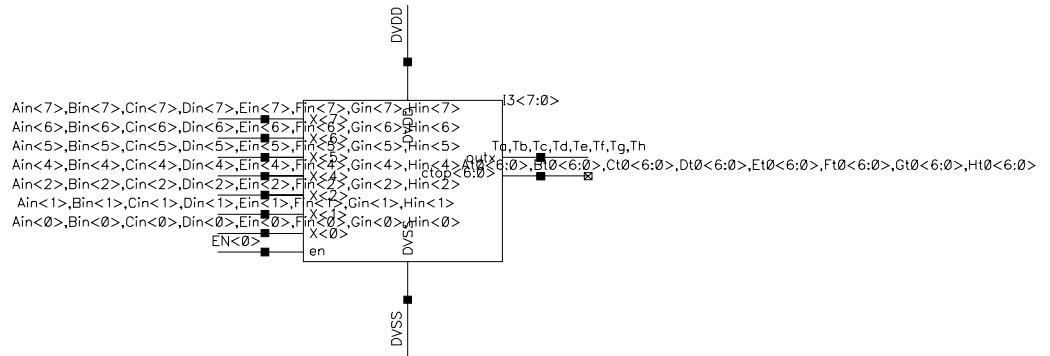 DVDD
I3<7:0>
Ain<7>,Bin<7>,Cin<7>,Din<7>,Ein<7>,Fin<7>,Gin<7>,Hin<7>
X<7>
DVDD
Ain<6>,Bin<6>,Cin<6>,Din<6>,Ein<6>,Fin<6>,Gin<6>,Hin<6>
X<6>
Ain<5>,Bin<5>,Cin<5>,Din<5>,Ein<5>,Fin<5>,Gin<5>,Hin<5>
Ta,Tb,Tc,Td,Te,Tf,Tg,Th
X<5>
outx
Ain<4>,Bin<4>,Cin<4>,Din<4>,Ein<4>,Fin<4>,Gin<4>,Hin<4>
At0<6:0>,Bt0<6:0>,Ct0<6:0>,Dt0<6:0>,Et0<6:0>,Ft0<6:0>,Gt0<6:0>,Ht0<6:0>
X<4>
ctop<6:0>
Ain<2>,Bin<2>,Cin<2>,Din<2>,Ein<2>,Fin<2>,Gin<2>,Hin<2>
X<2>
Ain<1>,Bin<1>,Cin<1>,Din<1>,Ein<1>,Fin<1>,Gin<1>,Hin<1>
X<1>
Ain<0>,Bin<0>,Cin<0>,Din<0>,Ein<0>,Fin<0>,Gin<0>,Hin<0>
X<0>
DVSS
EN<0>
en
DVSS